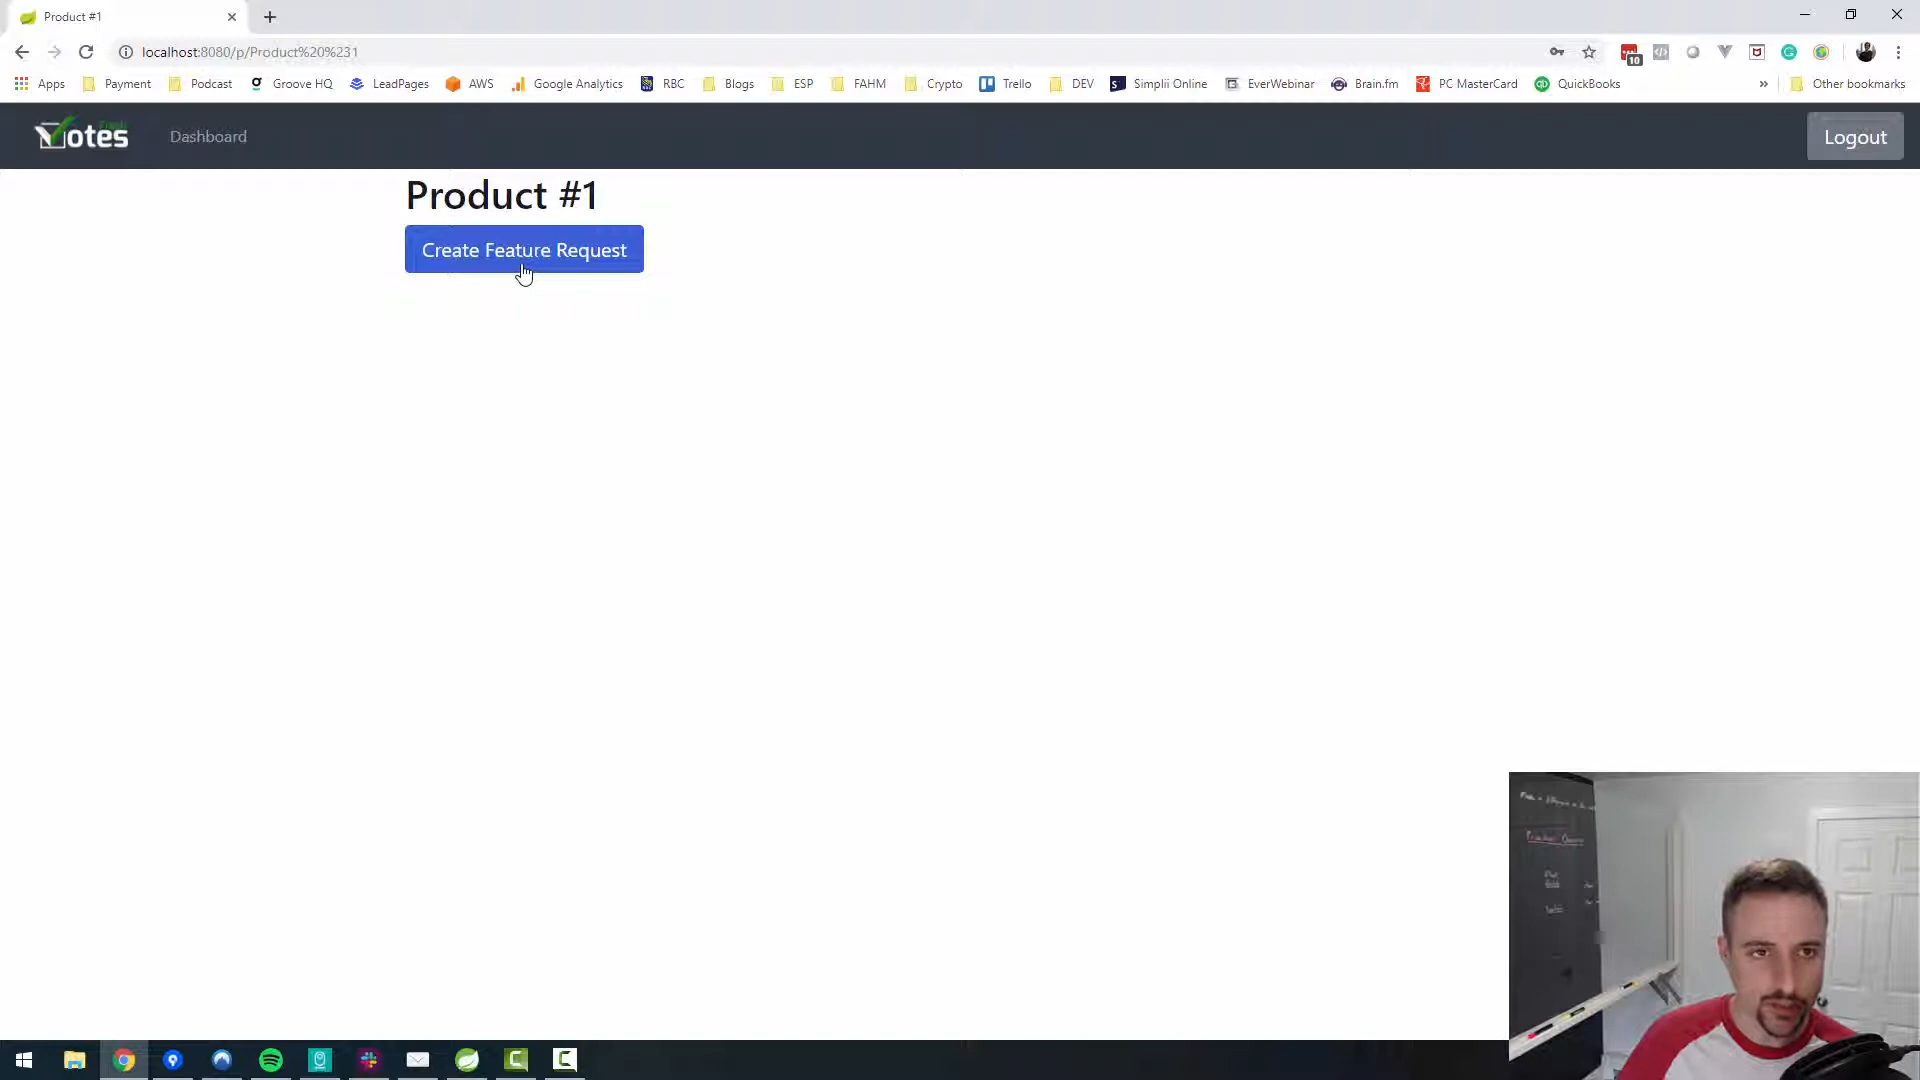 Product #1
localhost:8080/p/Product%20%231
10
Apps
Payment
Podcast
Groove HQ
LeadPages
AWS
Google Analytics
RBC
Blogs
ESP
FAHM
Crypto
Trello
DEV
Simplii Online
EverWebinar
Brain.fm
PC MasterCard
QuickBooks
»
Other bookmarks
Votes
Dashboard
Logout
Product #1
Create Feature Request